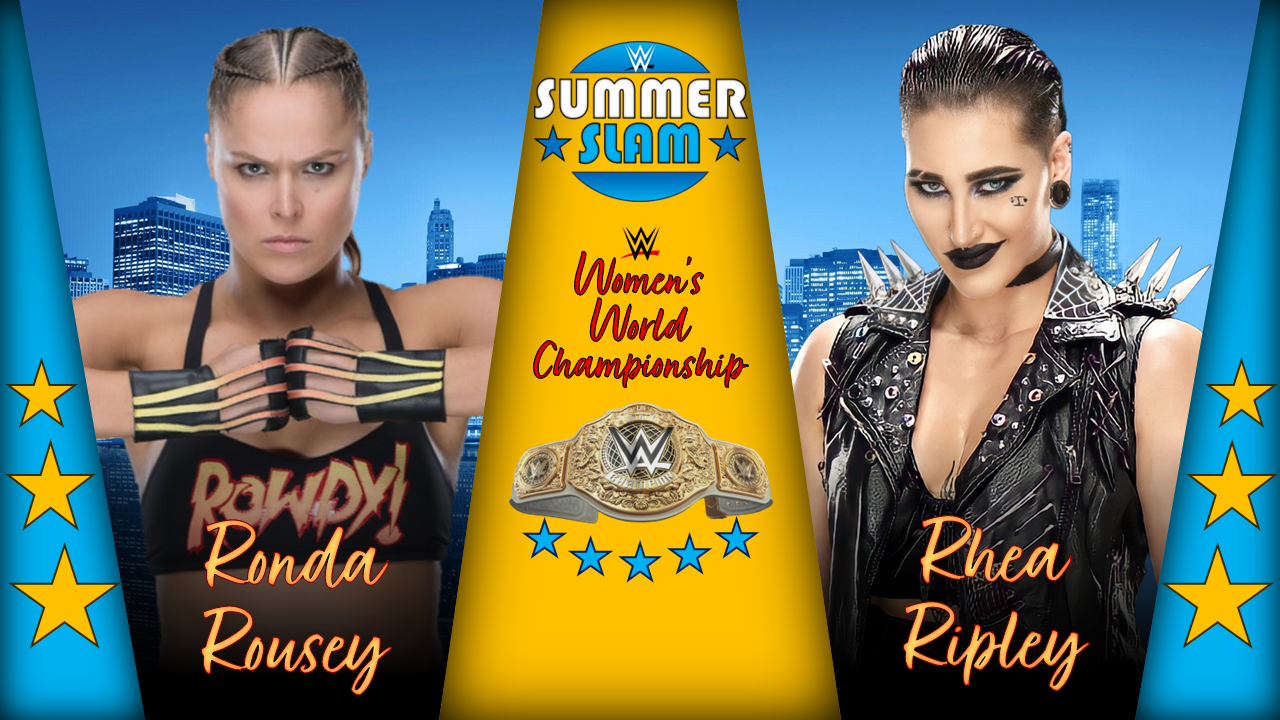 ROWDY!
Ronda
Rousey
W
SUMMER
SLAM
W
Women's
World
Championship
W
Rhea
Ripley